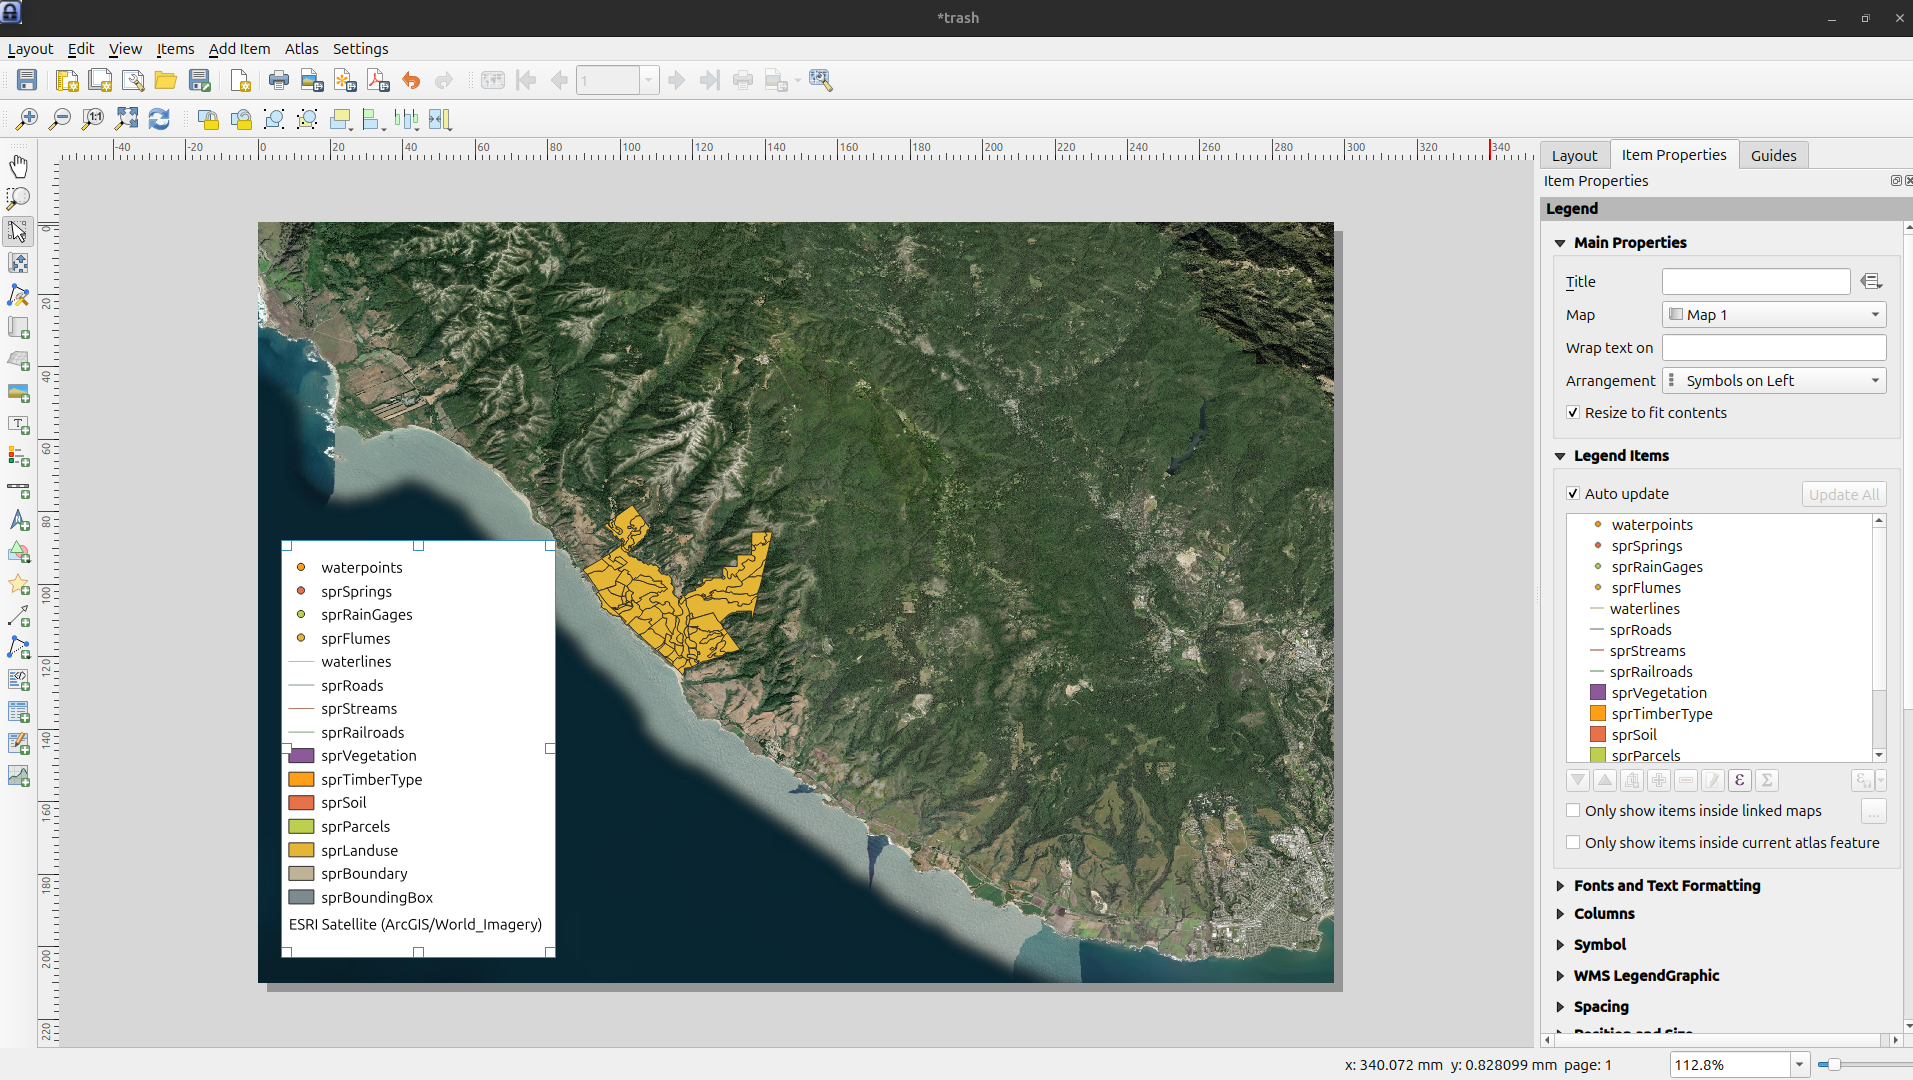 *trash
Layout Edit View Items Add Item Atlas Settings
1
1:1
-40 -20 0 20 40 60 80 100 120 140 160 180 200 220 240 260 280 300 320 340
0
20
40
60
80
100
120
140
160
180
200
220
waterpoints
sprSprings
sprRainGages
sprFlumes
waterlines
sprRoads
sprStreams
sprRailroads
sprVegetation
sprTimberType
sprSoil
sprParcels
sprLanduse
sprBoundary
sprBoundingBox
ESRI Satellite (ArcGIS/World_Imagery)
Layout Item Properties Guides
Item Properties
Legend
Main Properties
Title
Map Map 1
Wrap text on
Arrangement Symbols on Left
Resize to fit contents
Legend Items
Auto update Update All
waterpoints
sprSprings
sprRainGages
sprFlumes
waterlines
sprRoads
sprStreams
sprRailroads
sprVegetation
sprTimberType
sprSoil
sprParcels
ε Σ
Only show items inside linked maps ...
Only show items inside current atlas feature
Fonts and Text Formatting
Columns
Symbol
WMS LegendGraphic
Spacing
Position and Size
x: 340.072 mm y: 0.828099 mm page: 1 112.8%